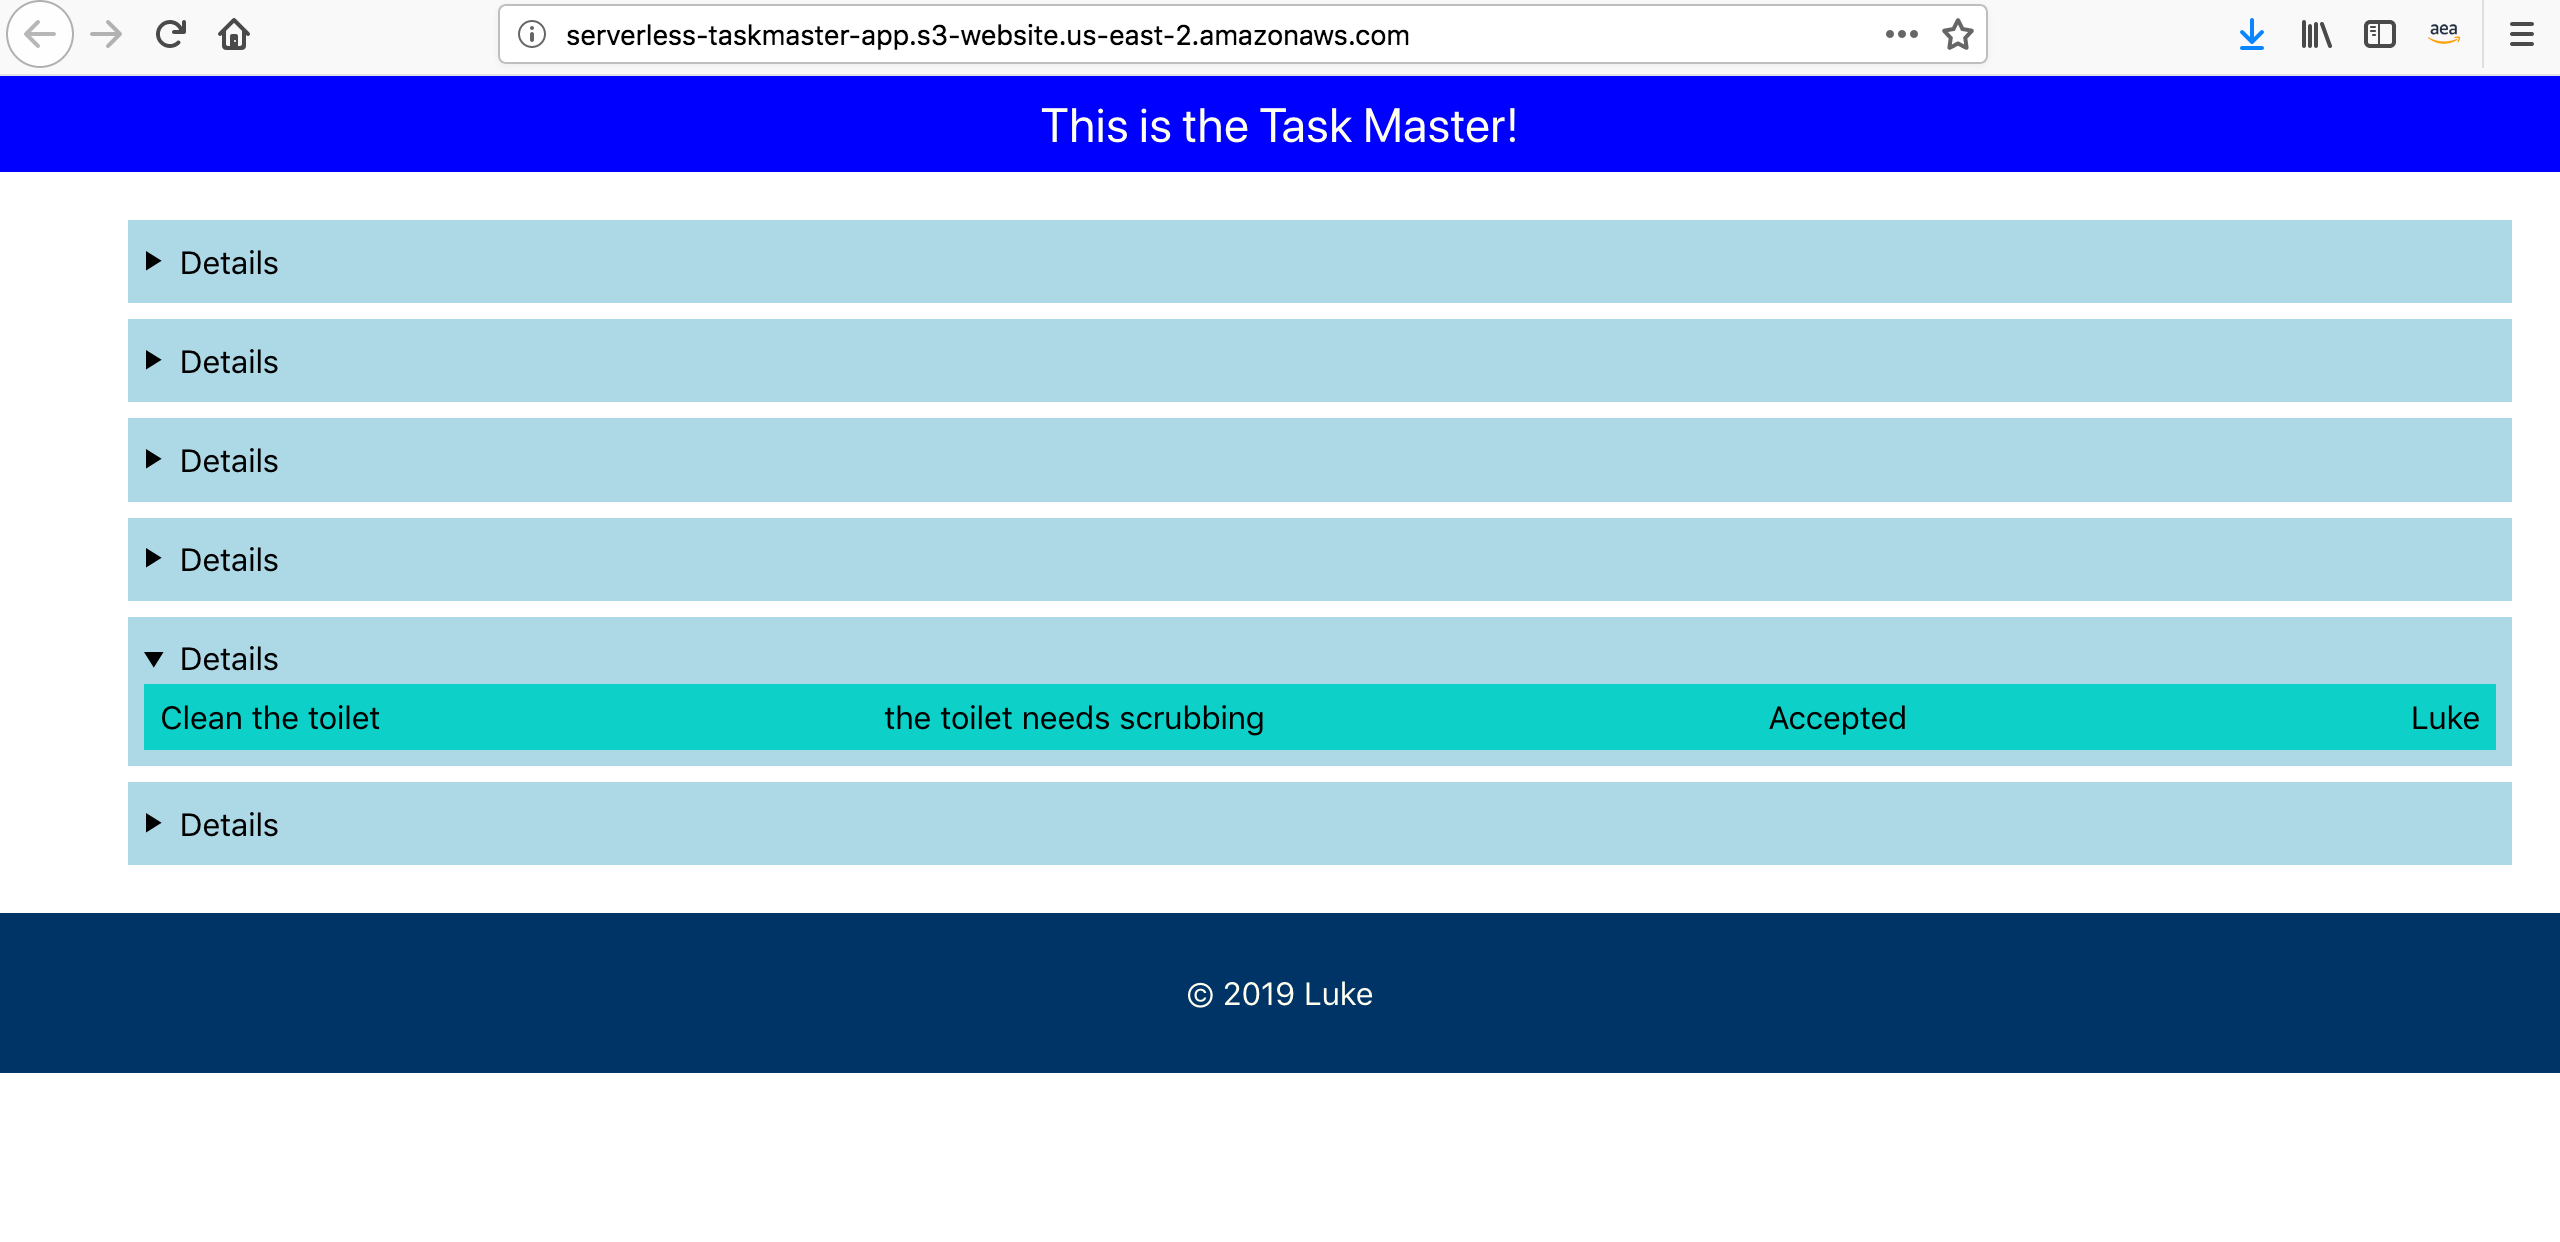 serverless-taskmaster-app.s3-website.us-east-2.amazonaws.com
aea
This is the Task Master!
Details
Details
Details
Details
Details
Clean the toilet the toilet needs scrubbing Accepted Luke
Details
© 2019 Luke